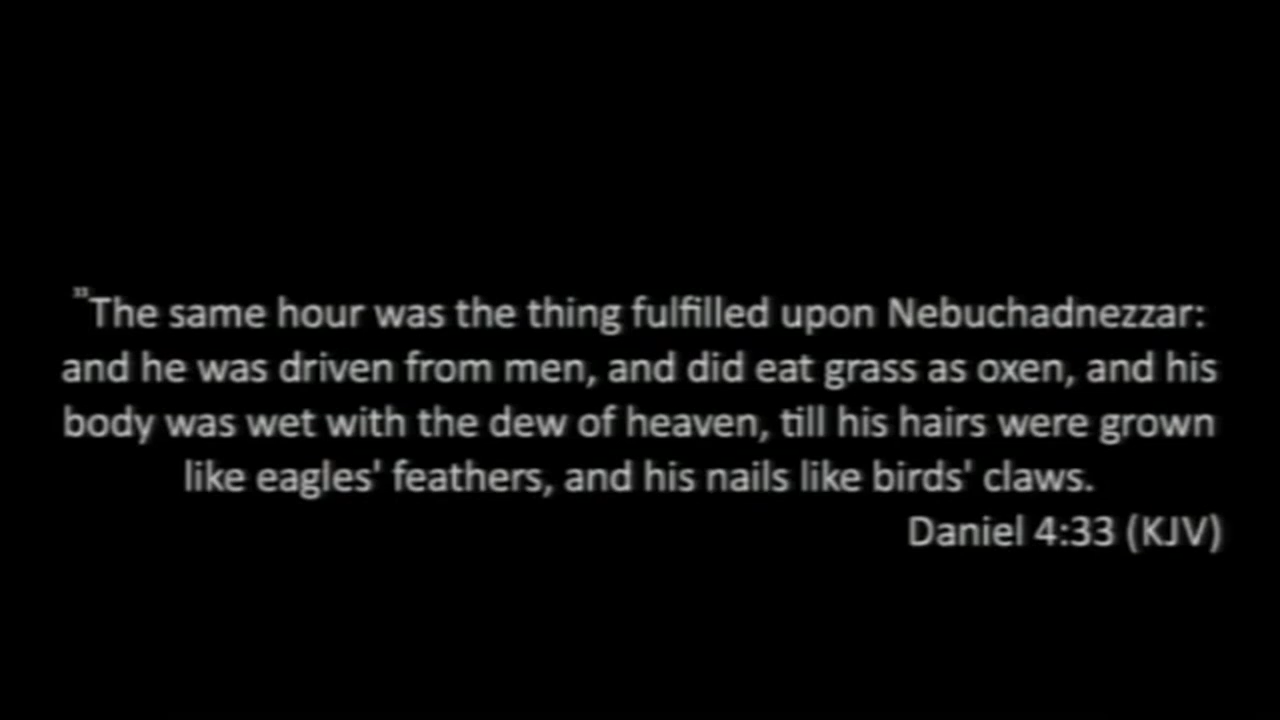 ³³The same hour was the thing fulfilled upon Nebuchadnezzar:
and he was driven from men, and did eat grass as oxen, and his
body was wet with the dew of heaven, till his hairs were grown
like eagles' feathers, and his nails like birds' claws.
Daniel 4:33 (KJV)